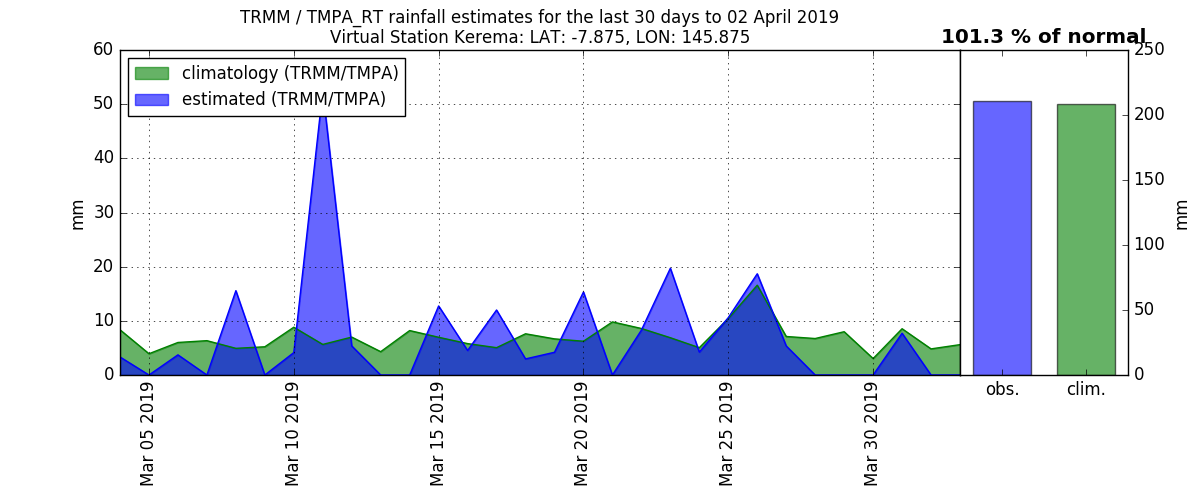 TRMM / TMPA_RT rainfall estimates for the last 30 days to 02 April 2019
Virtual Station Kerema: LAT: -7.875, LON: 145.875
101.3 % of normal
climatology (TRMM/TMPA)
estimated (TRMM/TMPA)
60
50
40
30
20
10
0
mm
Mar 05 2019
Mar 10 2019
Mar 15 2019
Mar 20 2019
Mar 25 2019
Mar 30 2019
250
200
150
100
50
0
mm
obs.
clim.